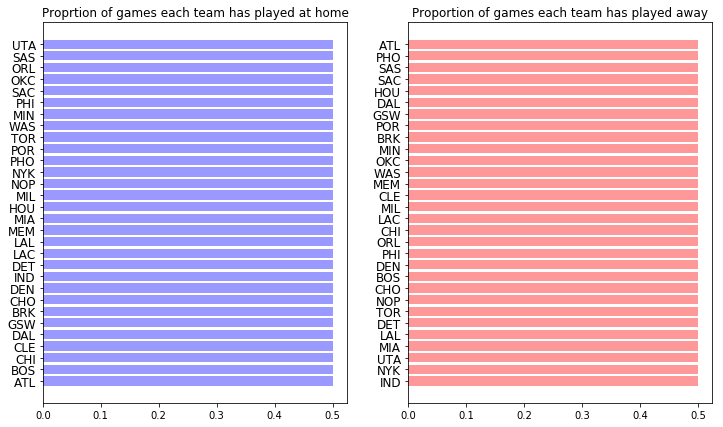 Proprtion of games each team has played at home
UTA
SAS
ORL
OKC
SAC
PHI
MIN
WAS
TOR
POR
PHO
NYK
NOP
MIL
HOU
MIA
MEM
LAL
LAC
DET
IND
DEN
CHO
BRK
GSW
DAL
CLE
CHI
BOS
ATL
0.0 0.1 0.2 0.3 0.4 0.5
Proportion of games each team has played away
ATL
PHO
SAS
SAC
HOU
DAL
GSW
POR
BRK
MIN
OKC
WAS
MEM
CLE
MIL
LAC
CHI
ORL
PHI
DEN
BOS
CHO
NOP
TOR
DET
LAL
MIA
UTA
NYK
IND
0.0 0.1 0.2 0.3 0.4 0.5